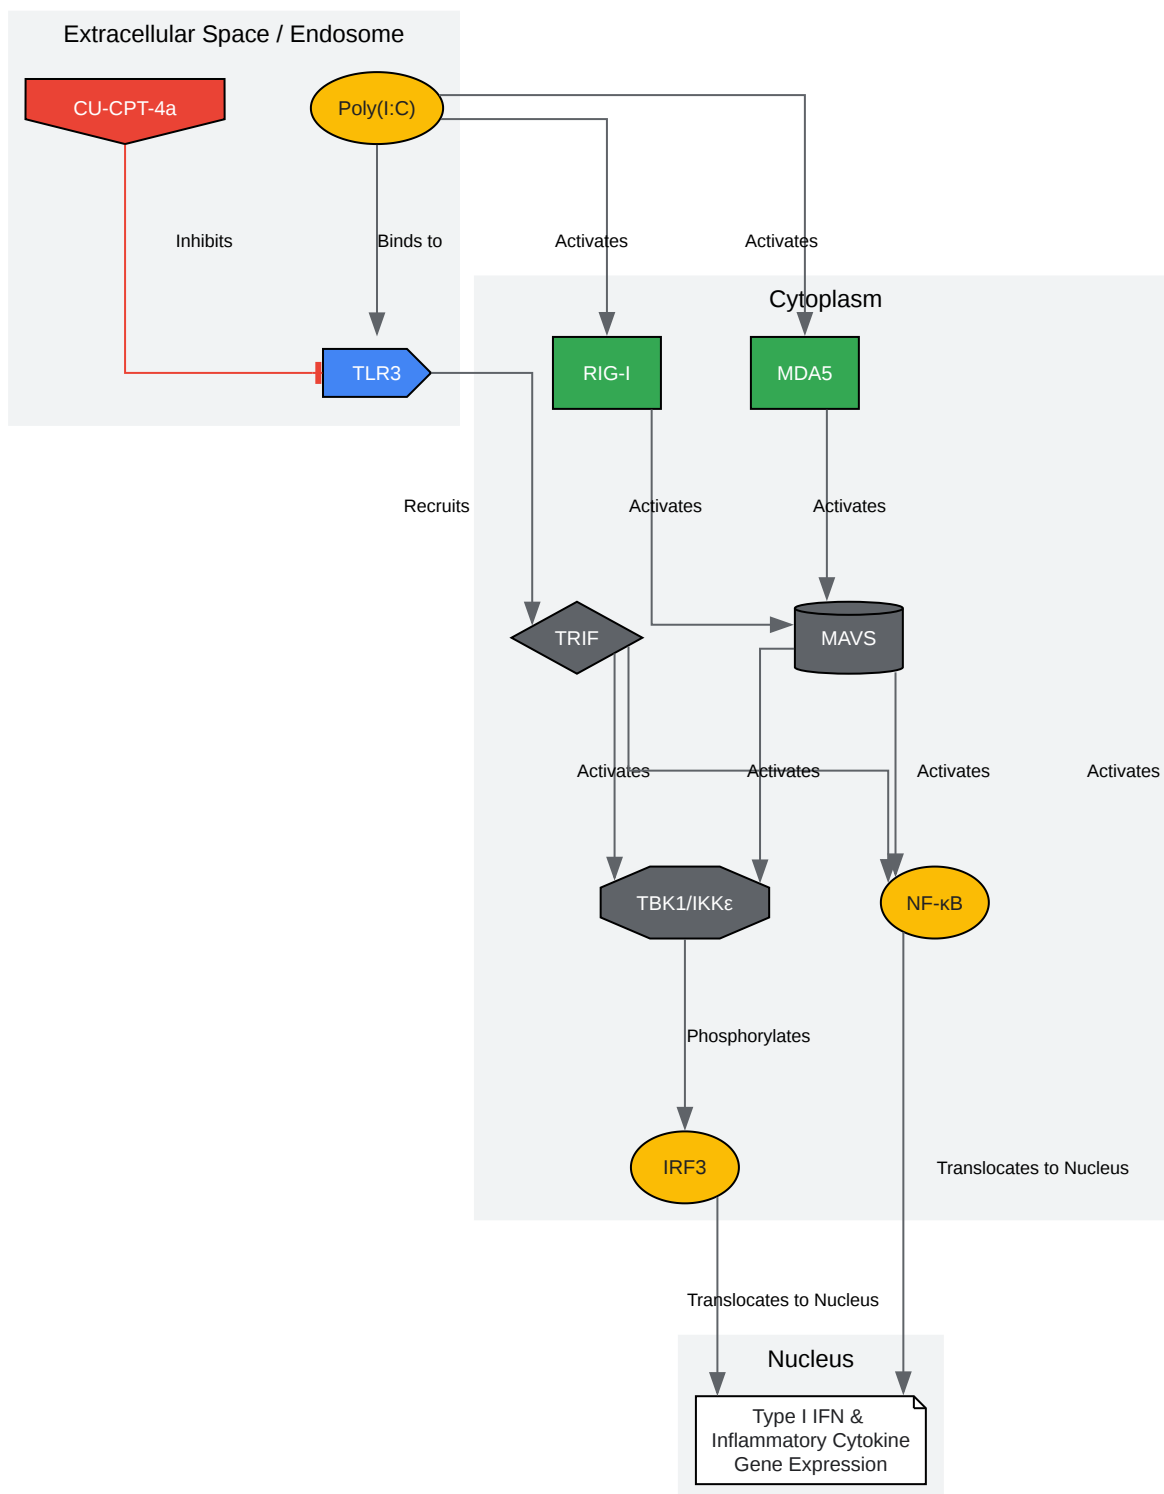 Extracellular Space / Endosome
CU-CPT-4a
Poly(I:C)
Inhibits
Binds to
Activates
Activates
Cytoplasm
TLR3
RIG-I
MDA5
Recruits
Activates
Activates
TRIF
MAVS
Activates
Activates
Activates
Activates
TBK1/IKKε
NF-κB
Phosphorylates
IRF3
Translocates to Nucleus
Translocates to Nucleus
Nucleus
Type I IFN &
Inflammatory Cytokine
Gene Expression